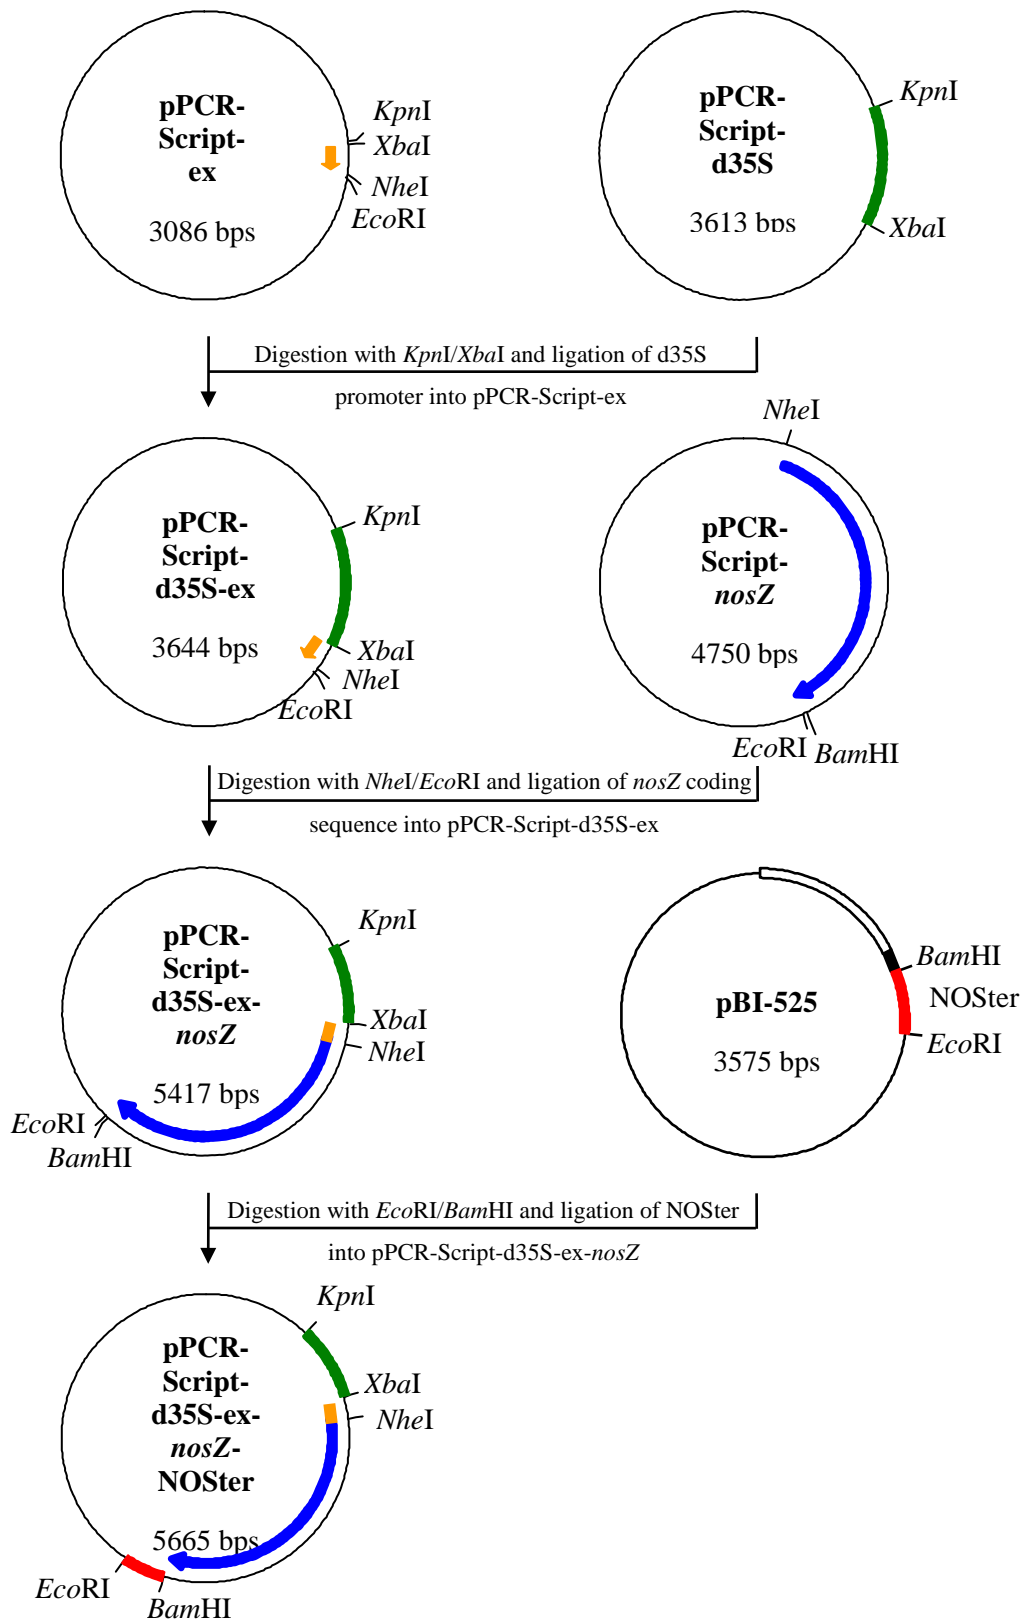 pPCR-
Script-
ex
3086 bps
KpnI
XbaI
NheI
EcoRI
pPCR-
Script-
d35S
3613 bps
KpnI
XbaI
Digestion with KpnI/XbaI and ligation of d35S
promoter into pPCR-Script-ex
pPCR-
Script-
d35S-ex
3644 bps
KpnI
XbaI
NheI
EcoRI
NheI
pPCR-
Script-
nosZ
4750 bps
EcoRI
BamHI
Digestion with NheI/EcoRI and ligation of nosZ coding
sequence into pPCR-Script-d35S-ex
pPCR-
Script-
d35S-ex-
nosZ
5417 bps
KpnI
XbaI
NheI
EcoRI
BamHI
pBI-525
3575 bps
BamHI
NOSter
EcoRI
Digestion with EcoRI/BamHI and ligation of NOSter
into pPCR-Script-d35S-ex-nosZ
KpnI
pPCR-
Script-
d35S-ex-
nosZ-
NOSter
5665 bps
XbaI
NheI
EcoRI
BamHI